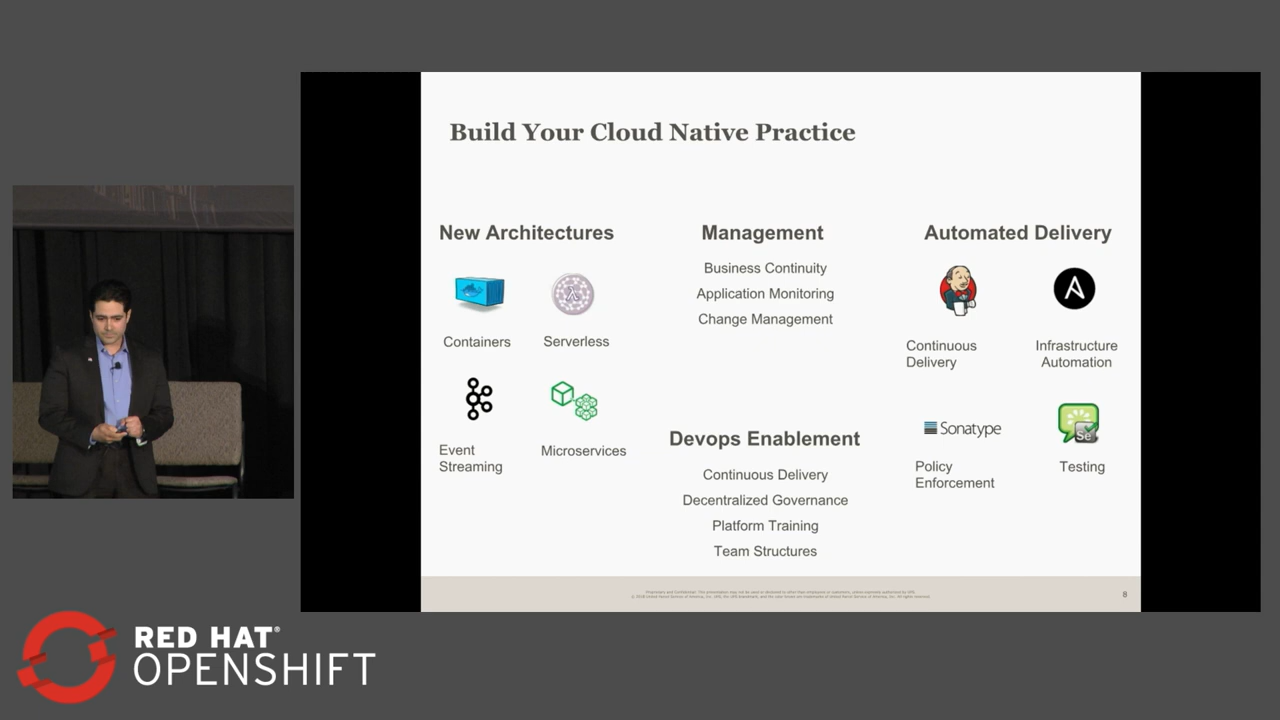 Build Your Cloud Native Practice
New Architectures
Containers
Serverless
Event
Streaming
Microservices
Management
Business Continuity
Application Monitoring
Change Management
Devops Enablement
Continuous Delivery
Decentralized Governance
Platform Training
Team Structures
Automated Delivery
Continuous
Delivery
Infrastructure
Automation
Sonatype
Policy
Enforcement
Se
Testing
8
RED HAT®
OPENSHIFT